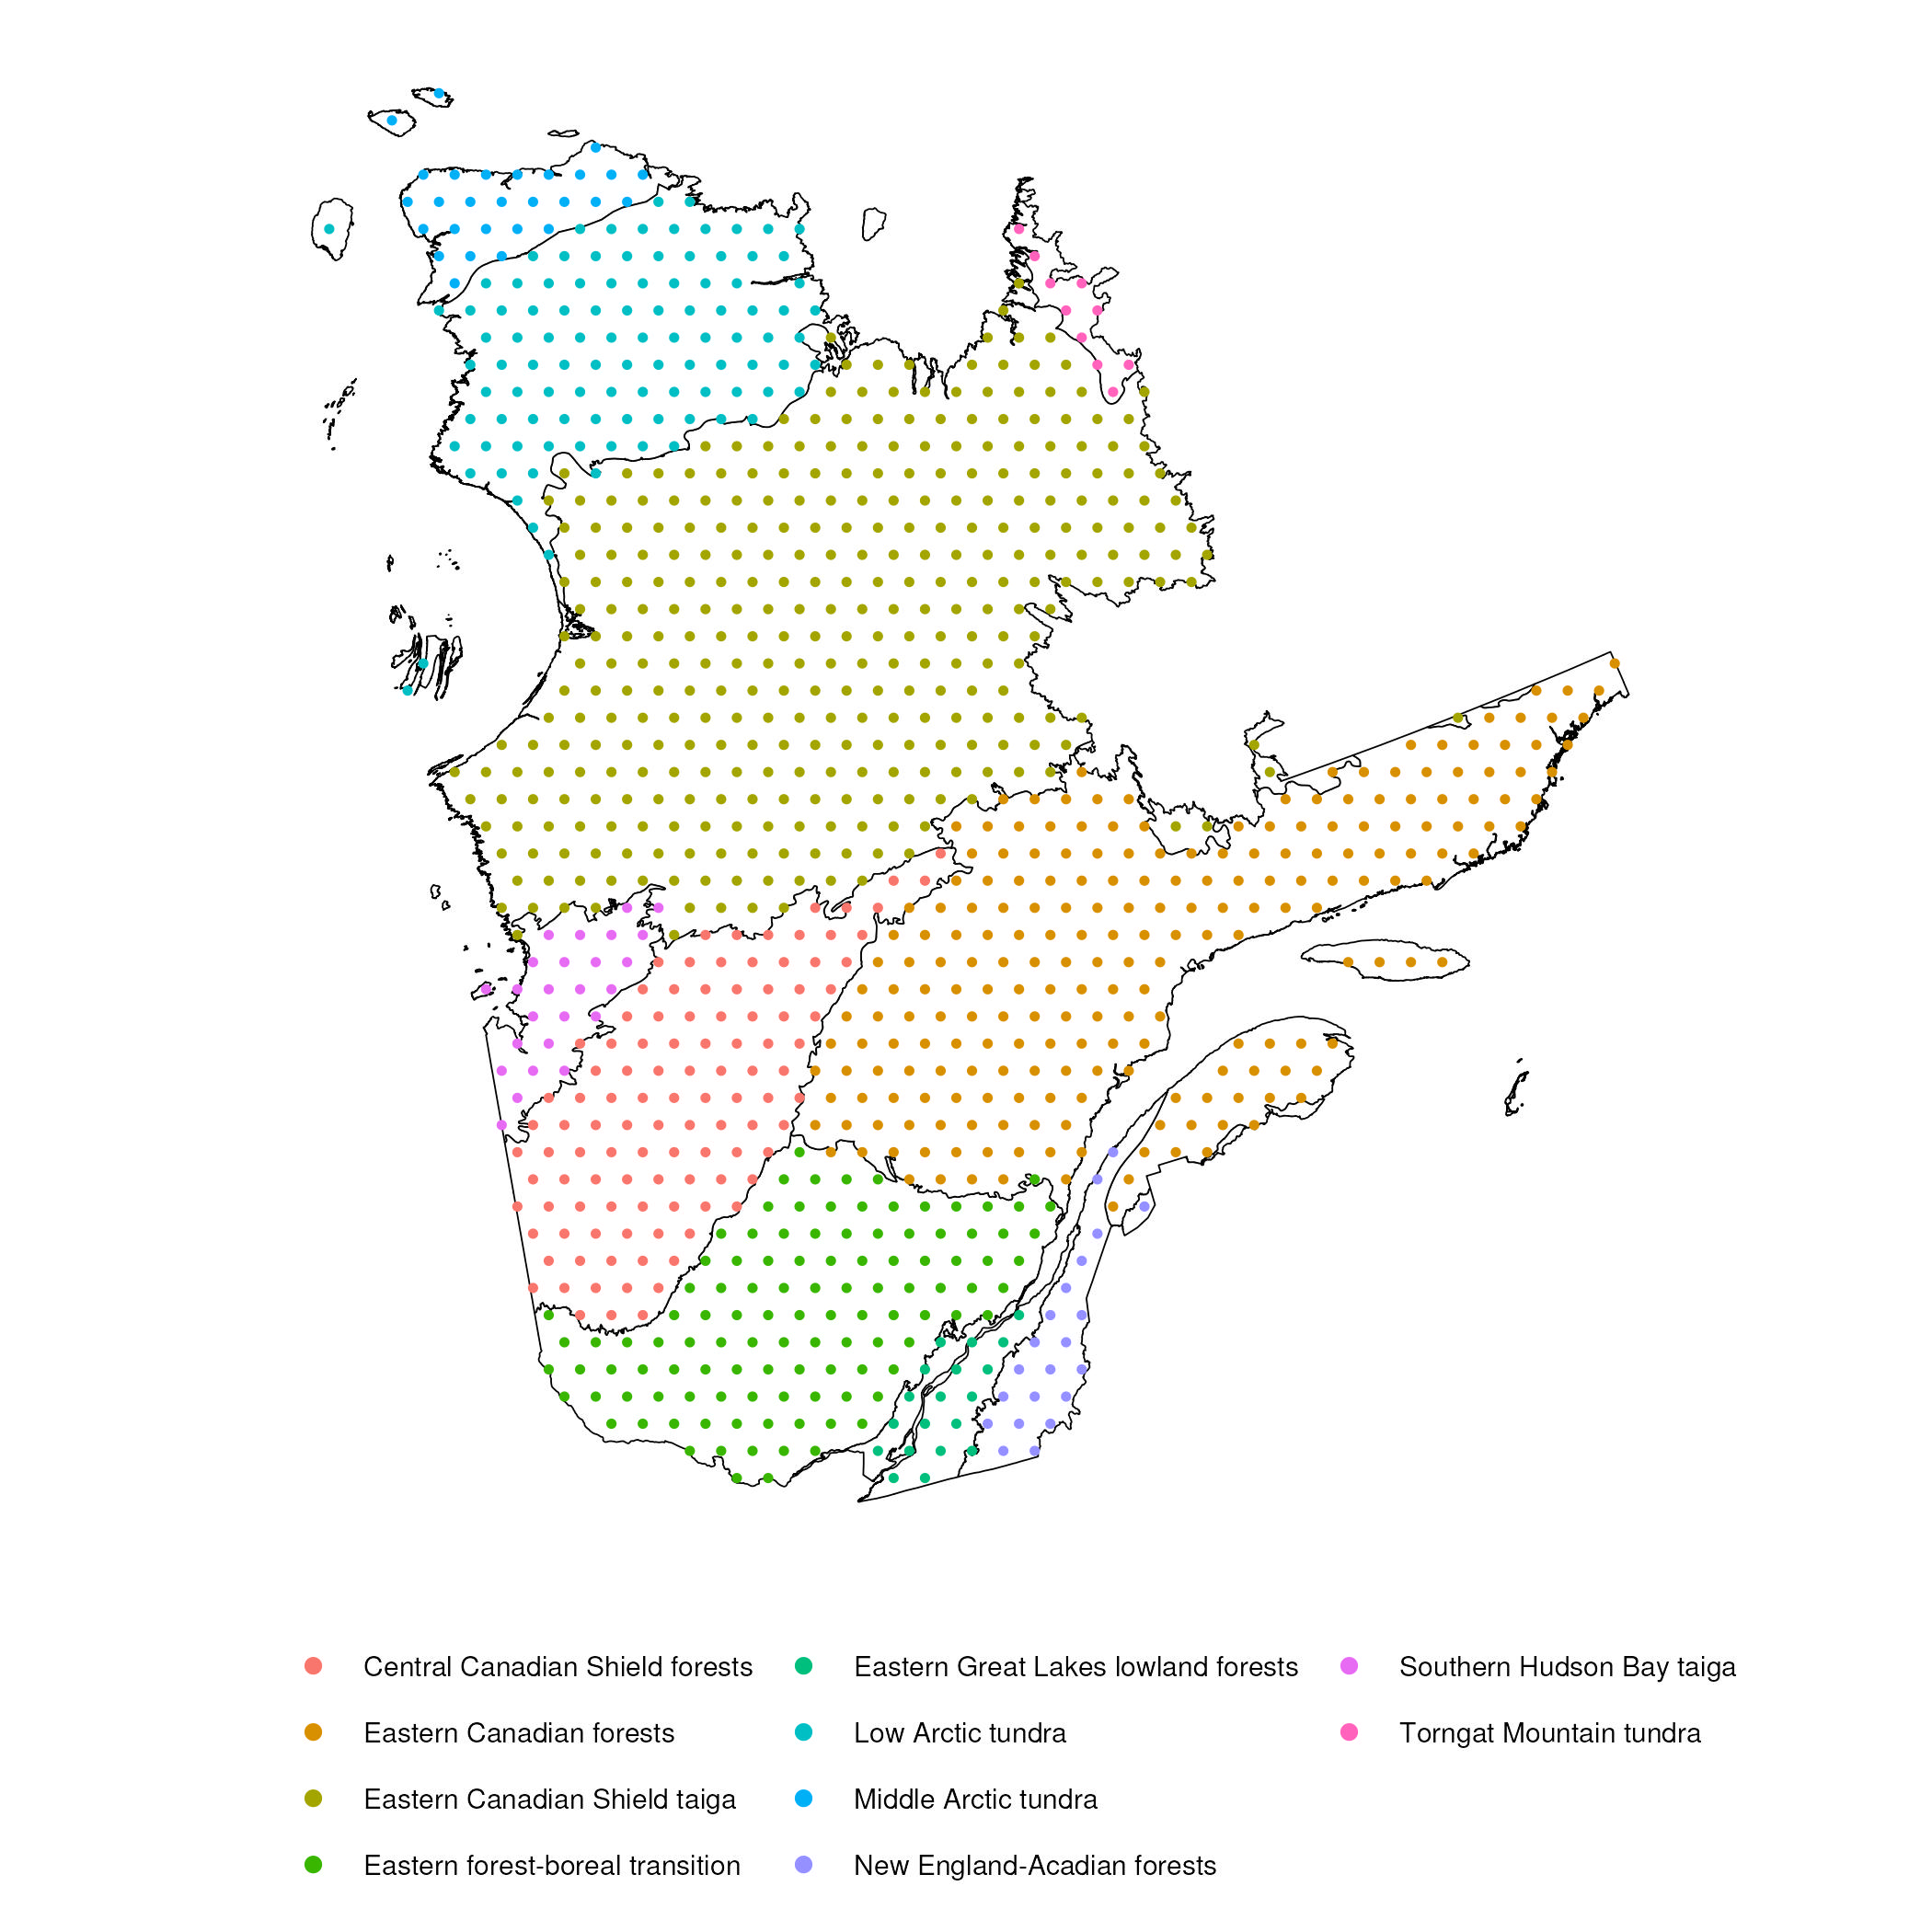 Central Canadian Shield forests
Eastern Canadian forests
Eastern Canadian Shield taiga
Eastern forest-boreal transition
Eastern Great Lakes lowland forests
Low Arctic tundra
Middle Arctic tundra
New England-Acadian forests
Southern Hudson Bay taiga
Torngat Mountain tundra